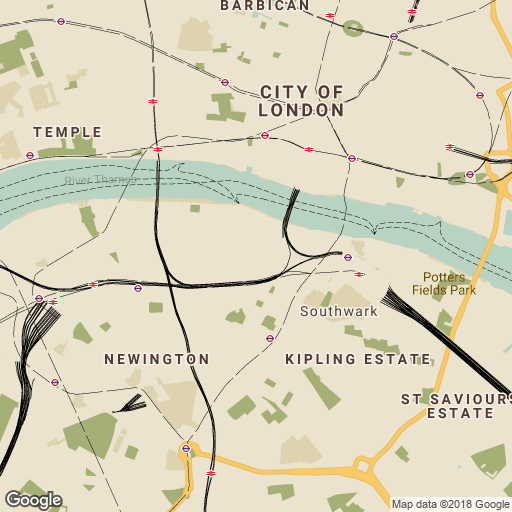 BARBICAN
CITY OF
LONDON
TEMPLE
River Thames
Potters
Fields Park
Southwark
NEWINGTON
KIPLING ESTATE
ST SAVIOURS
ESTATE
Google
Map data ©2018 Google